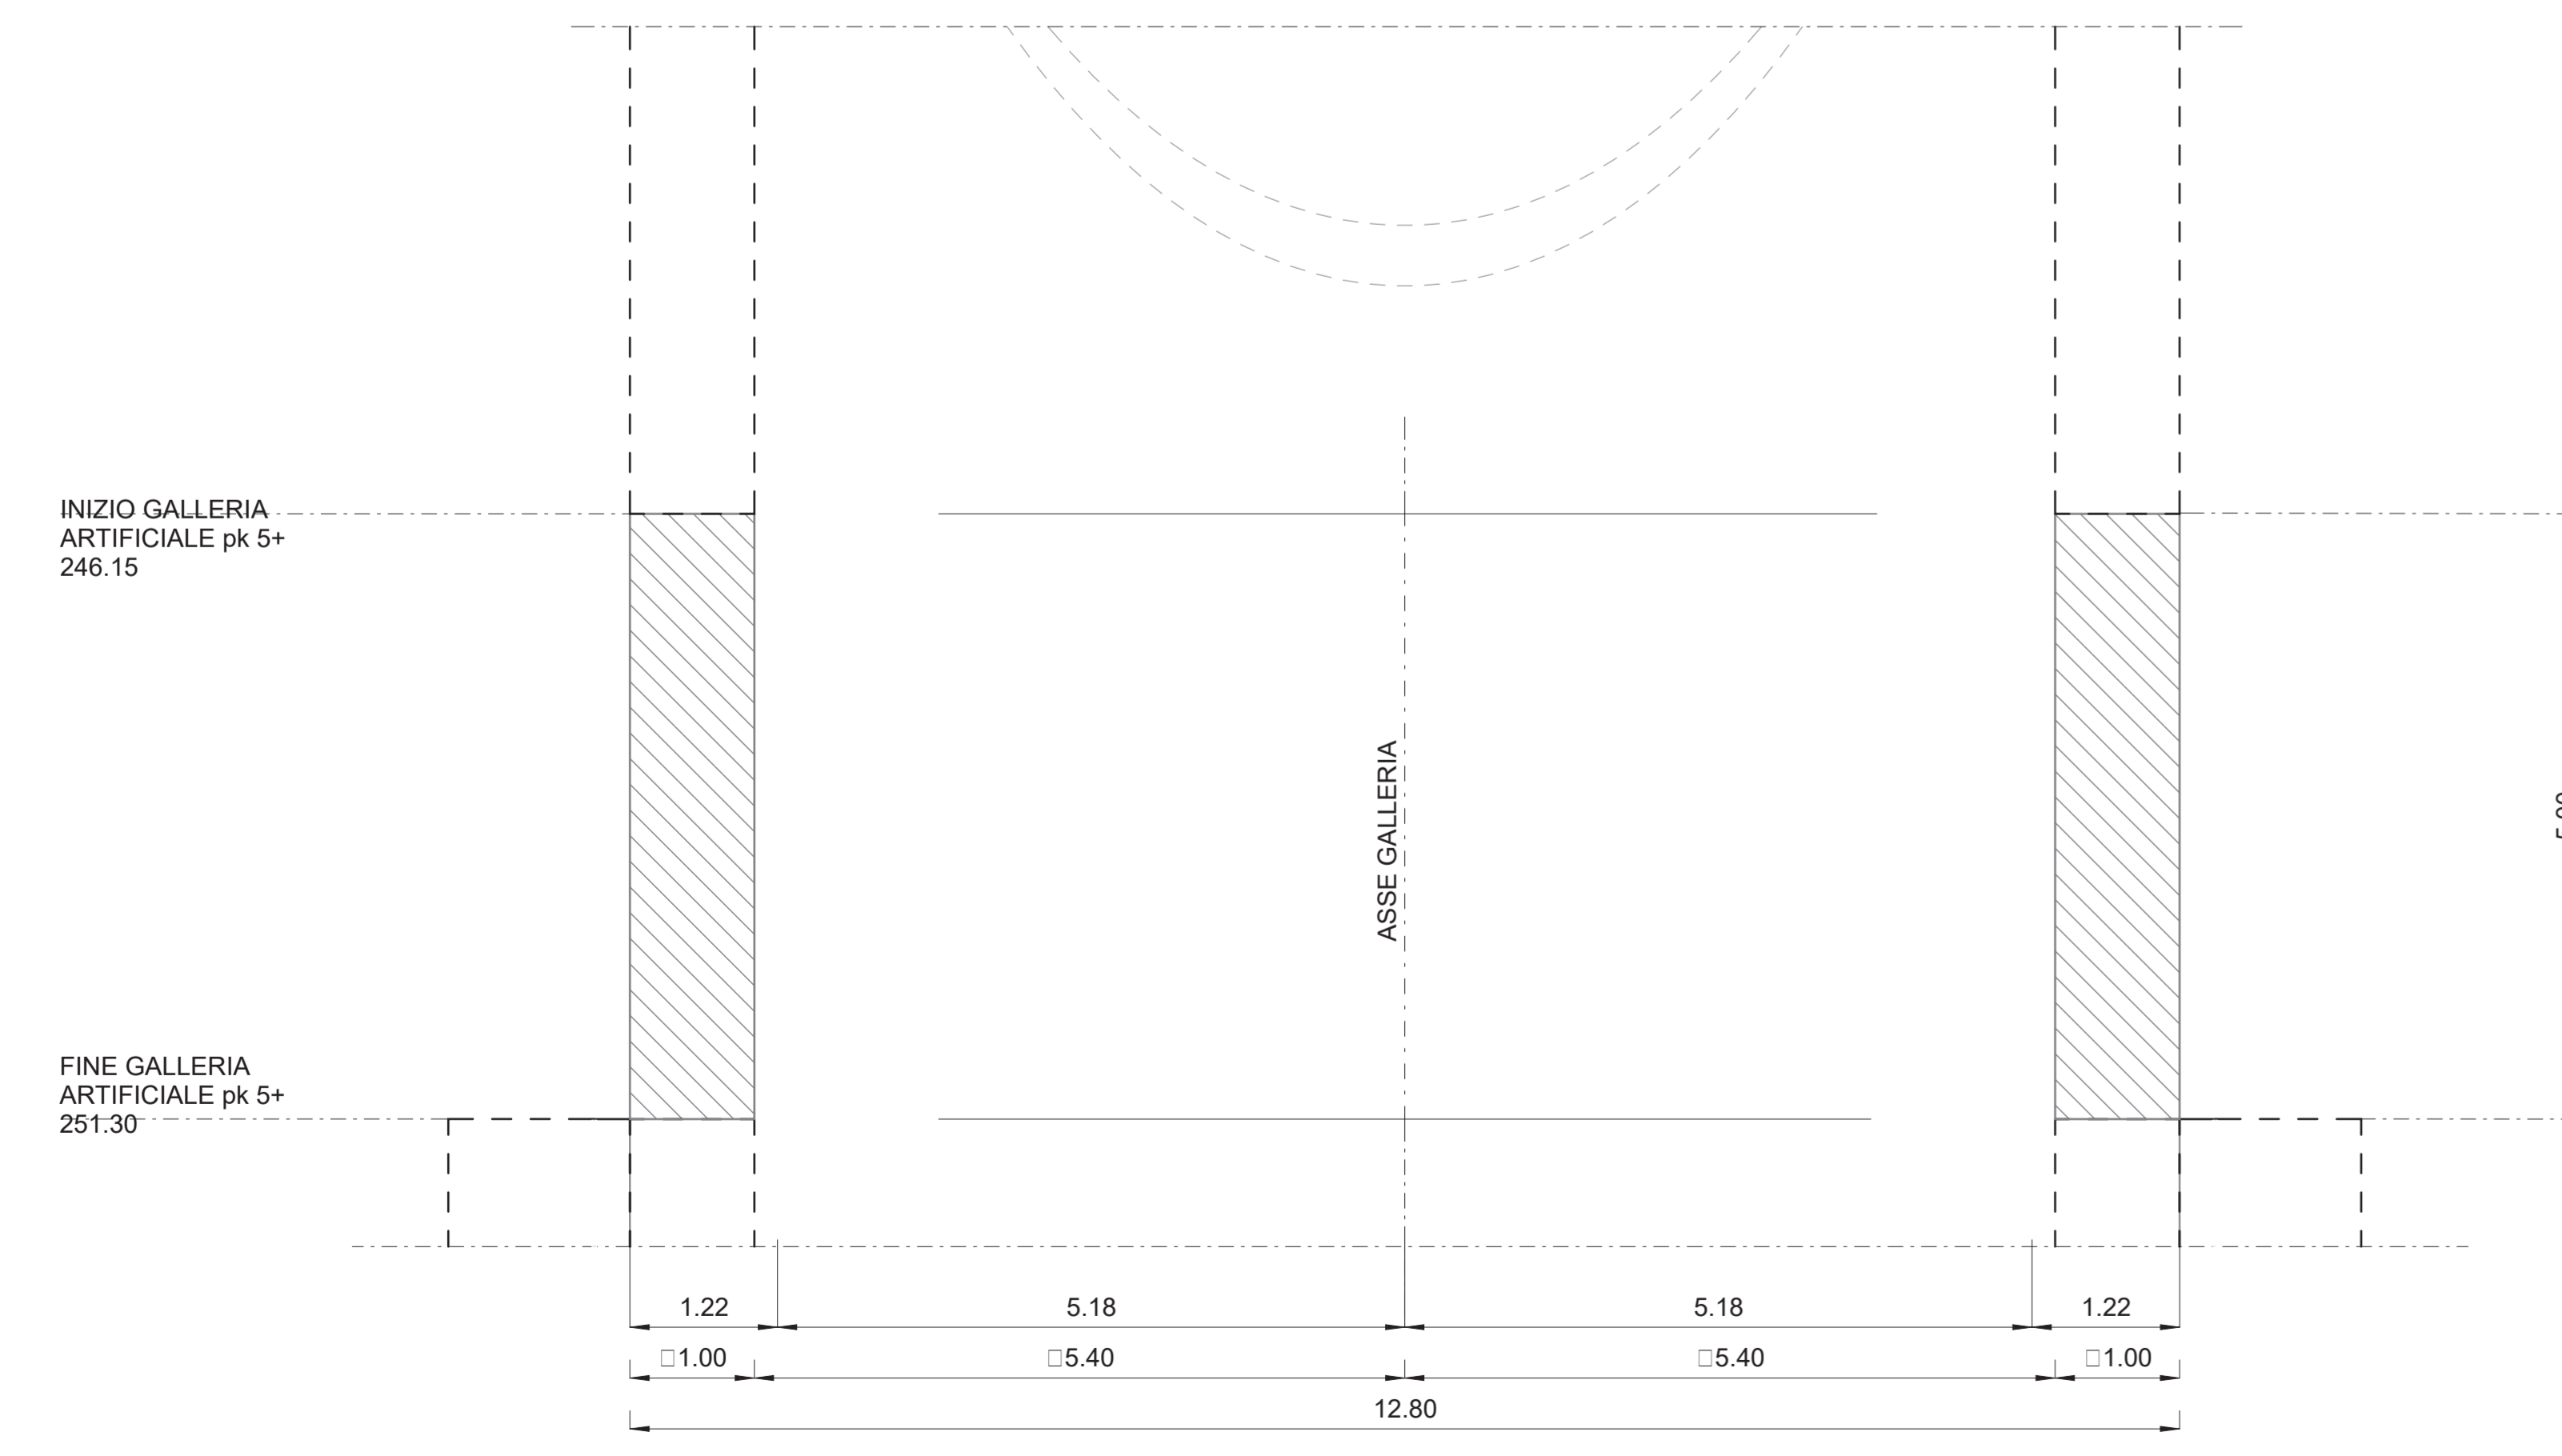 INIZIO GALLERIA
ARTIFICIALE pk 5+
246.15
ASSE GALLERIA
FINE GALLERIA
ARTIFICIALE pk 5+
251.30
1.22 5.18 5.18 1.22
□1.00 □5.40 □5.40 □1.00
12.80